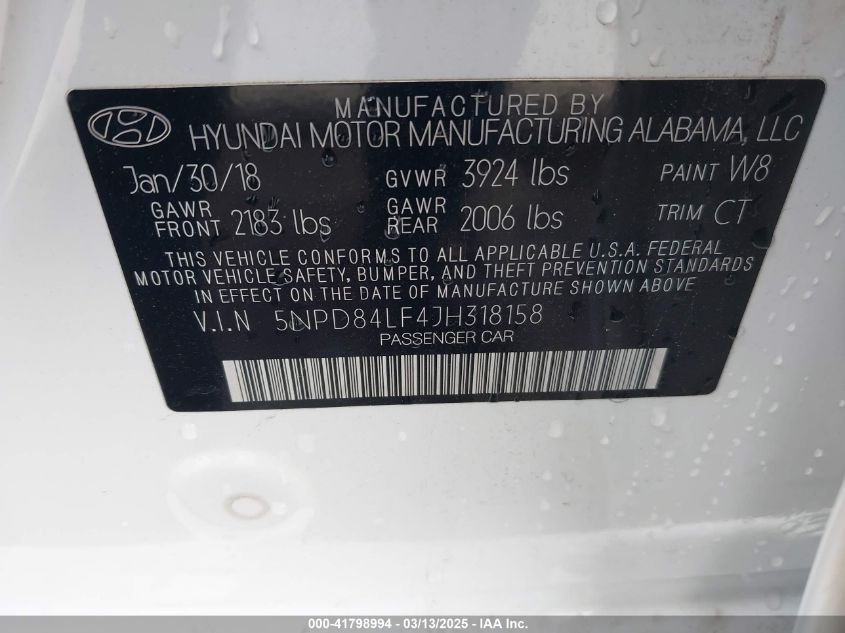 MANUFACTURED BY
HYUNDAI MOTOR MANUFACTURING ALABAMA, LLC
Jan/30/18 GVWR 3924 lbs PAINT W8
GAWR FRONT 2183 lbs GAWR REAR 2006 lbs TRIM CT
THIS VEHICLE CONFORMS TO ALL APPLICABLE U.S.A. FEDERAL
MOTOR VEHICLE SAFETY, BUMPER, AND THEFT PREVENTION STANDARDS
IN EFFECT ON THE DATE OF MANUFACTURE SHOWN ABOVE
V.I.N 5NPD84LF4JH318158
PASSENGER CAR
000-41798994 - 03/13/2025 - IAA Inc.